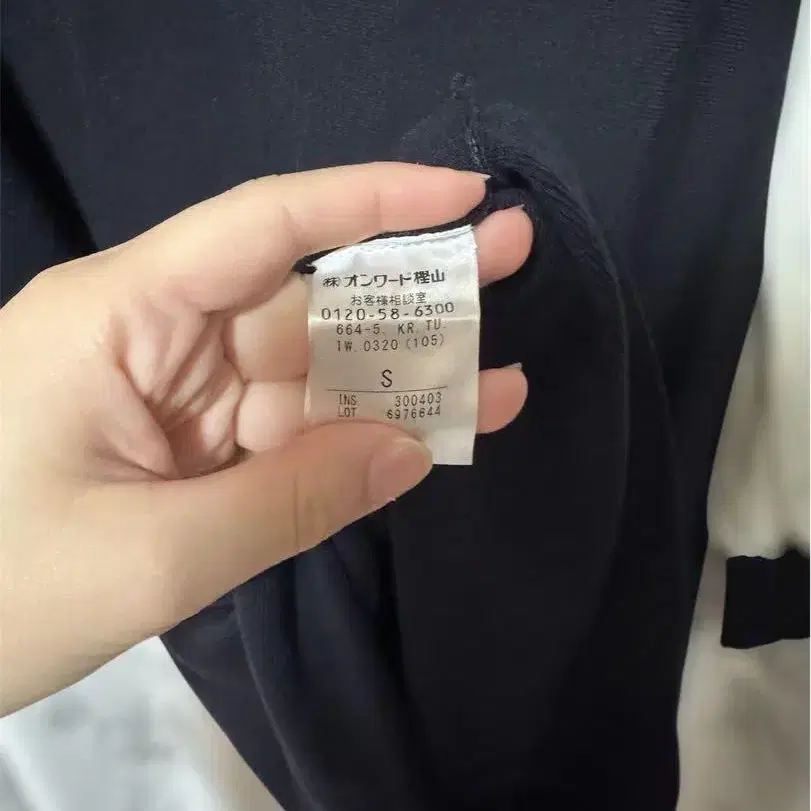 ㈱オンワード樫山
お客様相談室
0120-58-6300
664-5. KR.TU.
1W.0320(105)
S
INS 300403
LOT 6976644